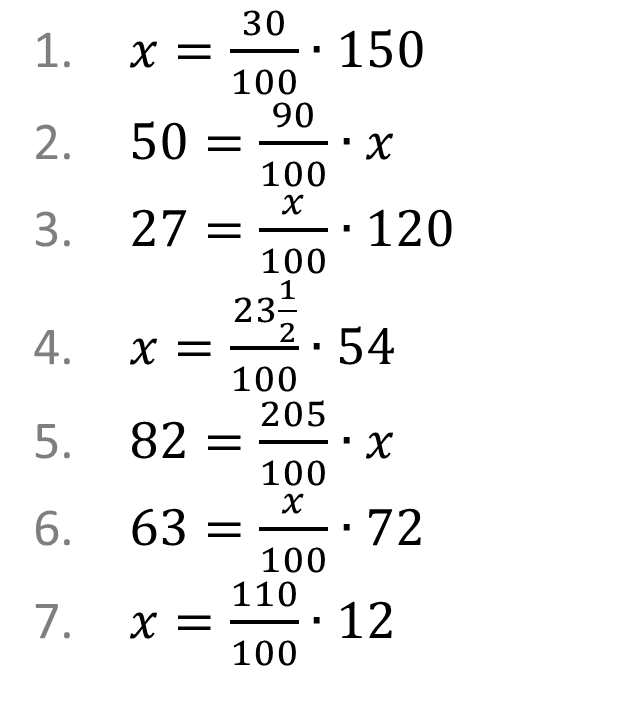 1. x = 30/100 · 150
2. 50 = 90/100 · x
3. 27 = x/100 · 120
4. x = 23 1/2/100 · 54
5. 82 = 205/100 · x
6. 63 = x/100 · 72
7. x = 110/100 · 12